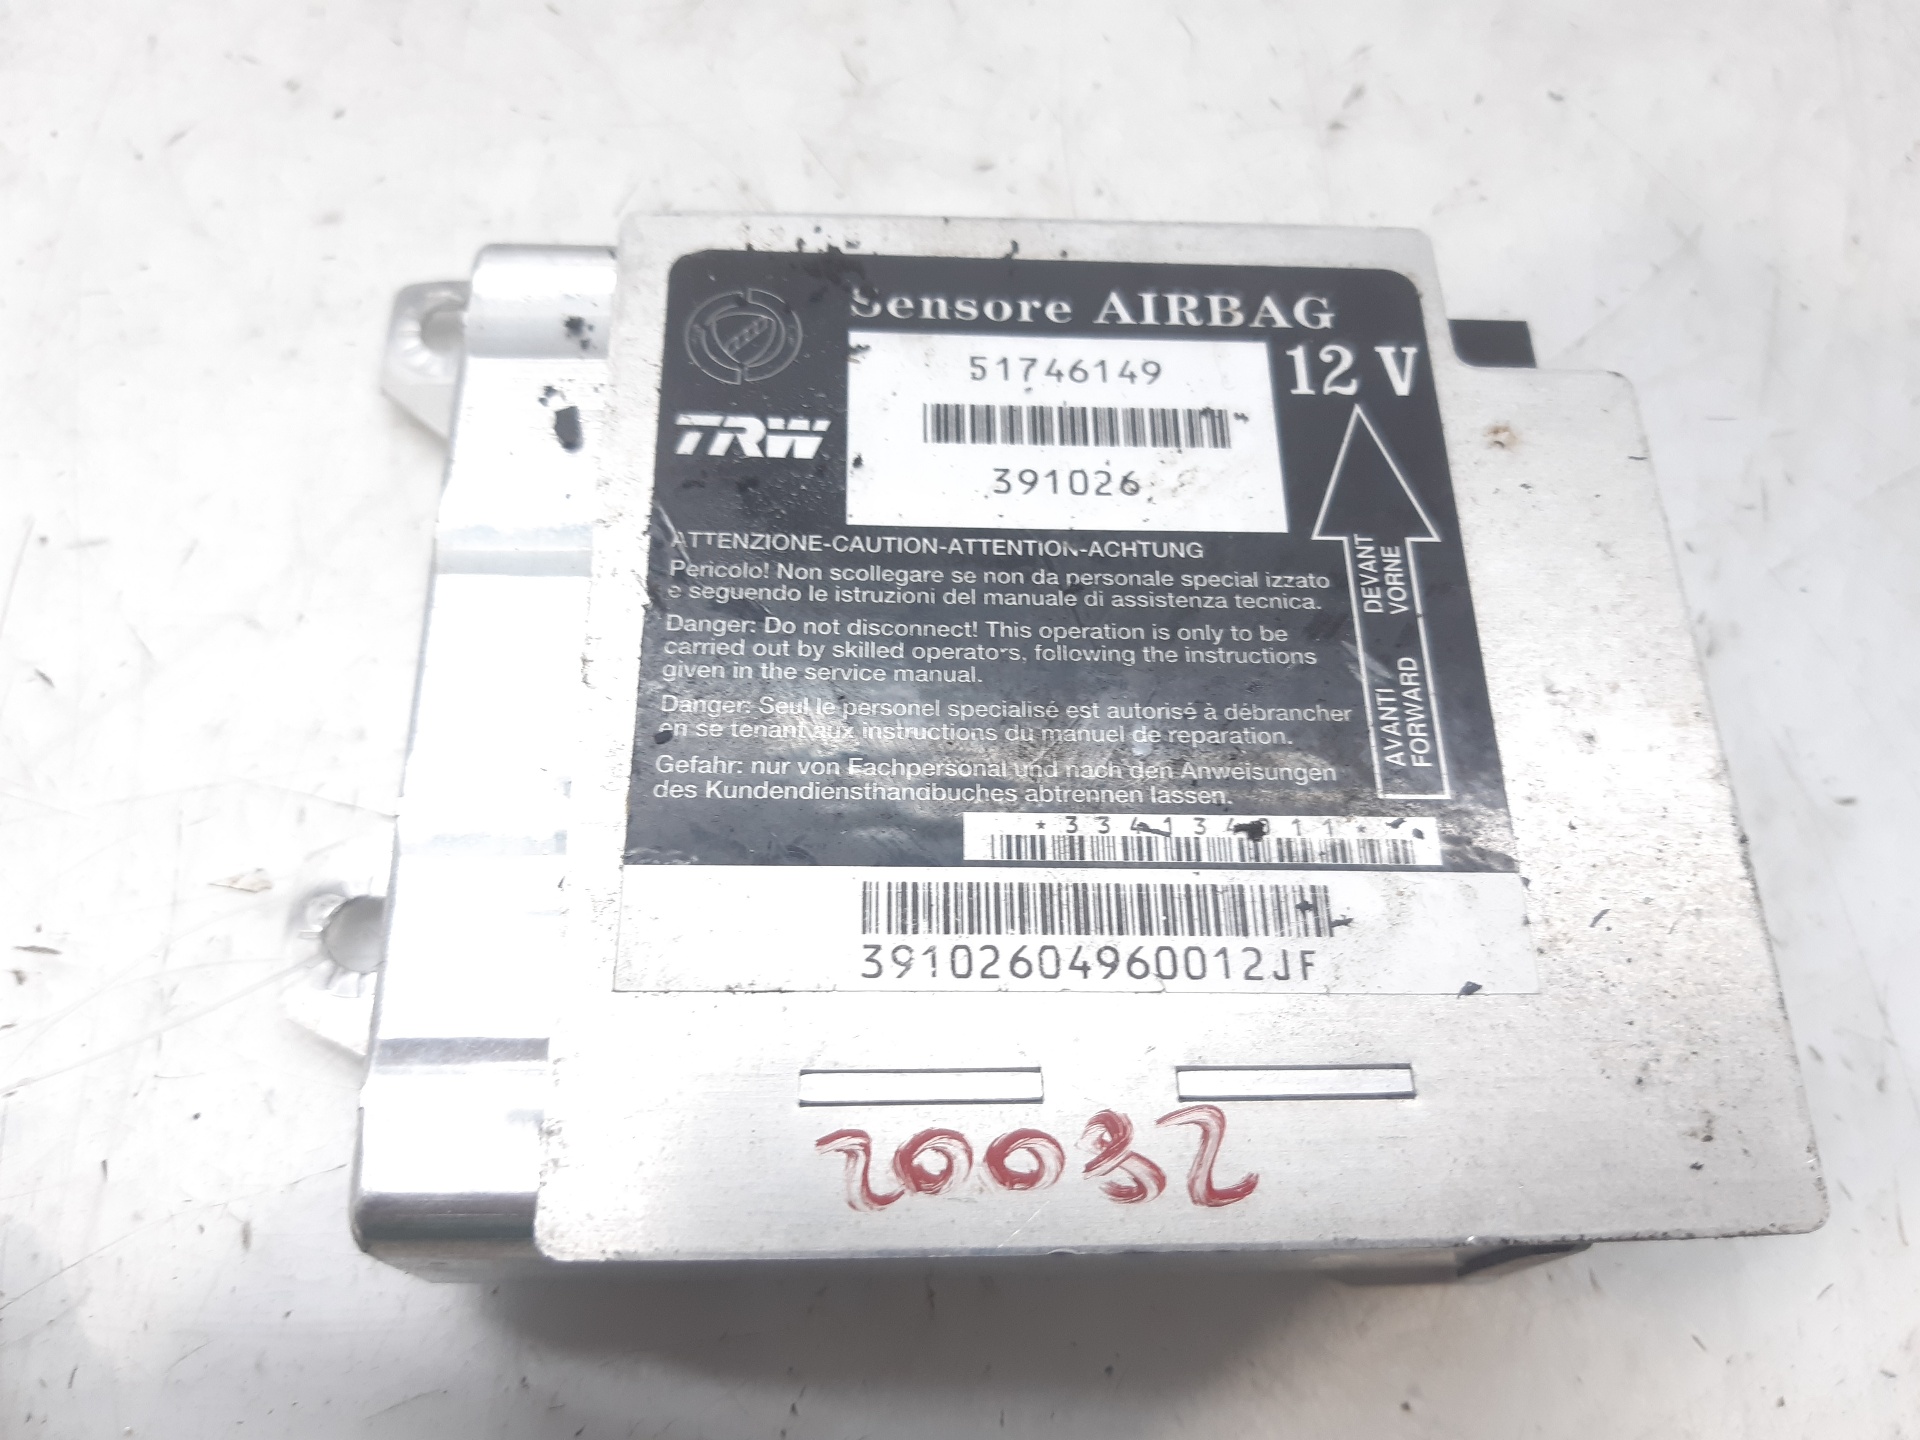 Sensore AIRBAG
51746149
12 V
TRW
391026
ATTENZIONE-CAUTION-ATTENTION-ACHTUNG
Pericolo! Non scollegare se non da personale specializzato
e seguendo le istruzioni del manuale di assistenza tecnica.
Danger: Do not disconnect! This operation is only to be
carried out by skilled operators, following the instructions
given in the service manual.
Danger: Seul le personel specialisé est autorisé à débrancher
en se tenant aux instructions du manuel de reparation.
Gefahr: nur von Fachpersonal und nach den Anweisungen
des Kundendiensthandbuches abtrennen lassen.
DEVANT
VORNE
AVANTI
FORWARD
*334134011*
39102604960012JF
20032